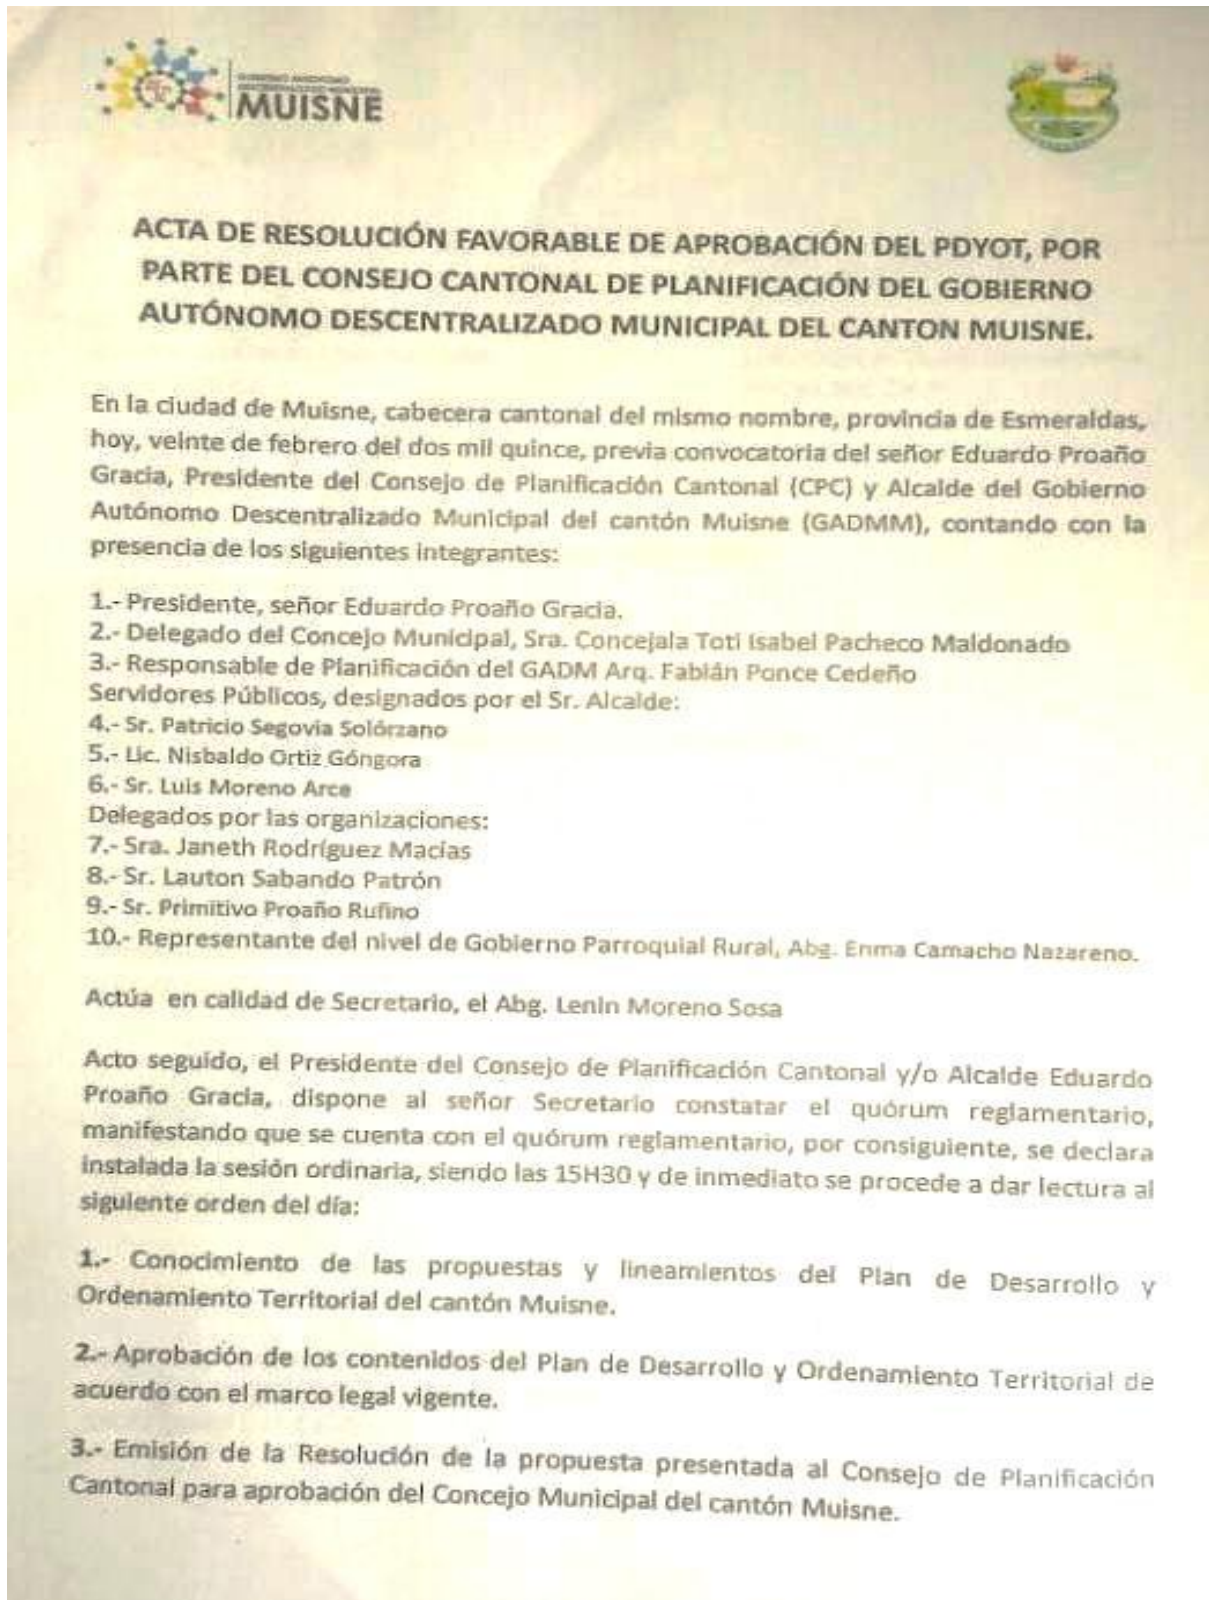 GOBIERNO AUTÓNOMO
DESCENTRALIZADO MUNICIPAL
MUISNE
ACTA DE RESOLUCIÓN FAVORABLE DE APROBACIÓN DEL PDYOT, POR
PARTE DEL CONSEJO CANTONAL DE PLANIFICACIÓN DEL GOBIERNO
AUTÓNOMO DESCENTRALIZADO MUNICIPAL DEL CANTON MUISNE.
En la ciudad de Muisne, cabecera cantonal del mismo nombre, provincia de Esmeraldas,
hoy, veinte de febrero del dos mil quince, previa convocatoria del señor Eduardo Proaño
Gracia, Presidente del Consejo de Planificación Cantonal (CPC) y Alcalde del Gobierno
Autónomo Descentralizado Municipal del cantón Muisne (GADMM), contando con la
presencia de los siguientes integrantes:
1.- Presidente, señor Eduardo Proaño Gracia.
2.- Delegado del Concejo Municipal, Sra. Concejala Toti Isabel Pacheco Maldonado
3.- Responsable de Planificación del GADM Arq. Fabián Ponce Cedeño
Servidores Públicos, designados por el Sr. Alcalde:
4.- Sr. Patricio Segovia Solórzano
5.- Lic. Nisbaldo Ortiz Góngora
6.- Sr. Luis Moreno Arce
Delegados por las organizaciones:
7.- Sra. Janeth Rodríguez Macías
8.- Sr. Lauton Sabando Patrón
9.- Sr. Primitivo Proaño Rufino
10.- Representante del nivel de Gobierno Parroquial Rural, Abg. Enma Camacho Nazareno.
Actúa en calidad de Secretario, el Abg. Lenin Moreno Sosa
Acto seguido, el Presidente del Consejo de Planificación Cantonal y/o Alcalde Eduardo
Proaño Gracia, dispone al señor Secretario constatar el quórum reglamentario,
manifestando que se cuenta con el quórum reglamentario, por consiguiente, se declara
instalada la sesión ordinaria, siendo las 15H30 y de inmediato se procede a dar lectura al
siguiente orden del día:
1.- Conocimiento de las propuestas y lineamientos del Plan de Desarrollo y
Ordenamiento Territorial del cantón Muisne.
2.- Aprobación de los contenidos del Plan de Desarrollo y Ordenamiento Territorial de
acuerdo con el marco legal vigente.
3.- Emisión de la Resolución de la propuesta presentada al Consejo de Planificación
Cantonal para aprobación del Concejo Municipal del cantón Muisne.